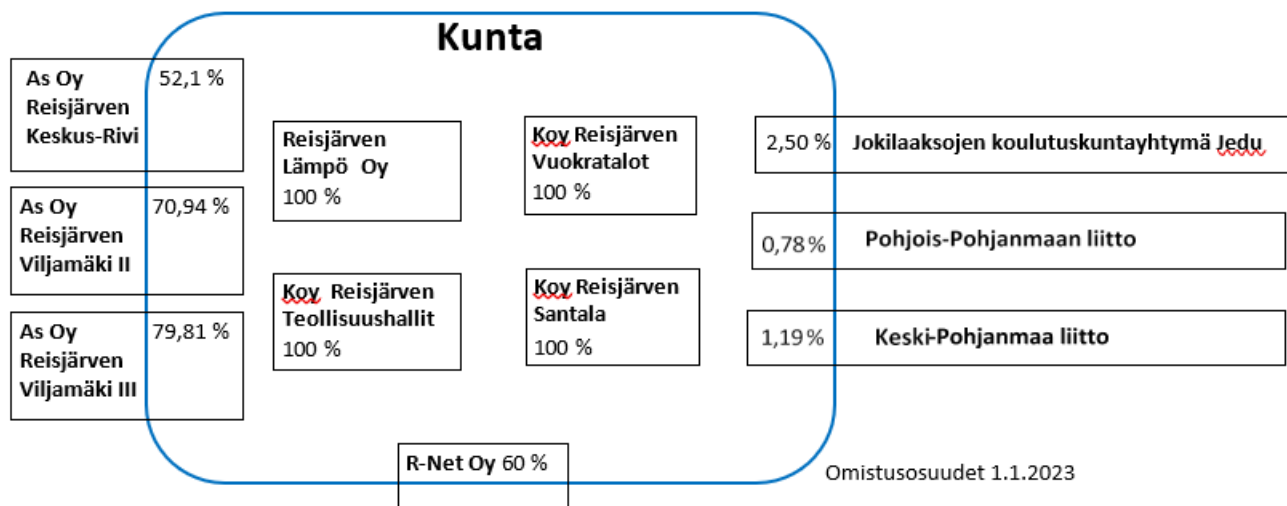 Kunta
As Oy 52,1 %
Reisjärven
Keskus-Rivi
As Oy 70,94 %
Reisjärven
Viljamäki II
As Oy 79,81 %
Reisjärven
Viljamäki III
Reisjärven
Lämpö Oy
100 %
Koy Reisjärven
Vuokratalot
100 %
Koy Reisjärven
Teollisuushallit
100 %
Koy Reisjärven
Santala
100 %
R-Net Oy 60 %
2,50 % Jokilaaksojen koulutuskuntayhtymä Jedu
0,78 % Pohjois-Pohjanmaan liitto
1,19 % Keski-Pohjanmaa liitto
Omistusosuudet 1.1.2023